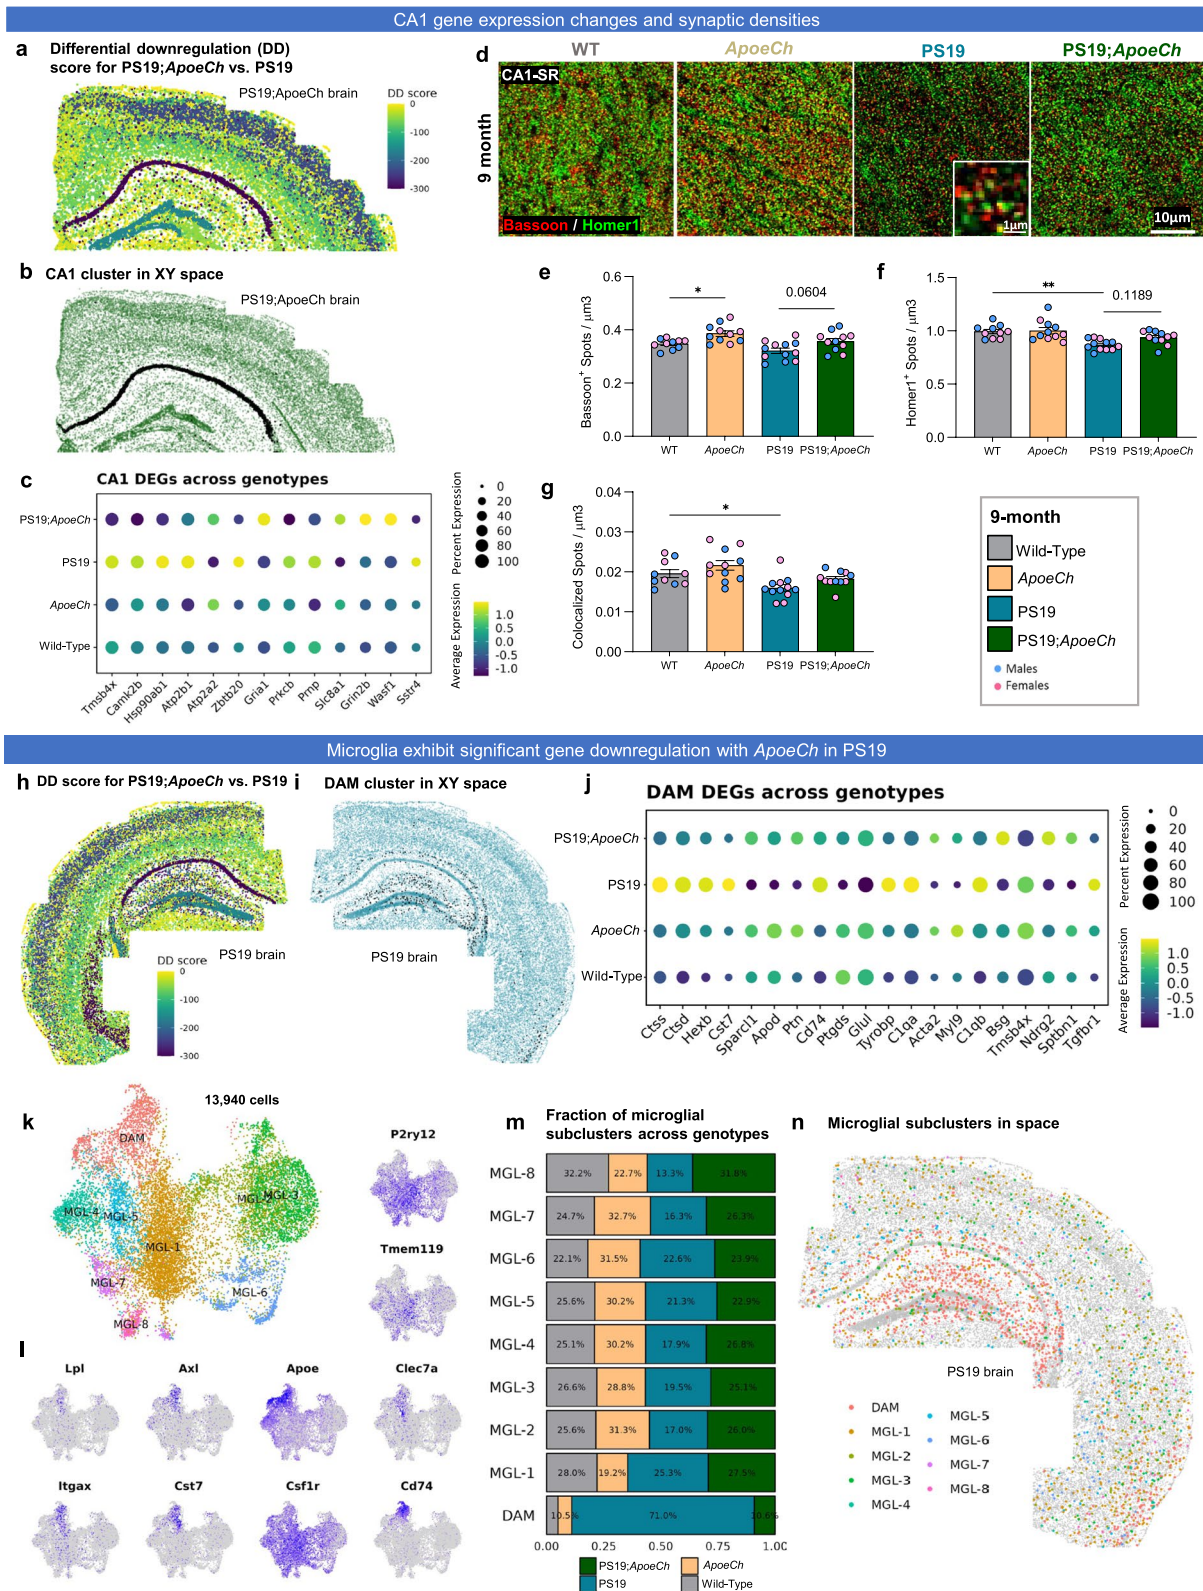 CA1 gene expression changes and synaptic densities
a Differential downregulation (DD)
score for PS19;ApoeCh vs. PS19
PS19;ApoeCh brain
DD score
0
-100
-200
-300
b CA1 cluster in XY space
PS19;ApoeCh brain
c CA1 DEGs across genotypes
PS19;ApoeCh
PS19
ApoeCh
Wild-Type
Tmsb4x
Camk2b
Hsp90ab1
Atp2b1
Atp2a2
Zbtb20
Gria1
Prkcb
Prnp
Slc8a1
Grin2b
Wasf1
Sstr4
Percent Expression
0
20
40
60
80
100
Average Expression
1.0
0.5
0.0
-0.5
-1.0
d
WT
ApoeCh
PS19
PS19;ApoeCh
9 month
CA1-SR
Bassoon / Homer1
1µm
10µm
e
Bassoon+ Spots / µm3
0.6
0.4
0.2
0.0
*
0.0604
WT
ApoeCh
PS19
PS19;ApoeCh
f
Homer1+ Spots / µm3
1.5
1.0
0.5
0.0
**
0.1189
WT
ApoeCh
PS19
PS19;ApoeCh
g
Colocalized Spots / µm3
0.04
0.03
0.02
0.01
0.00
*
WT
ApoeCh
PS19
PS19;ApoeCh
9-month
Wild-Type
ApoeCh
PS19
PS19;ApoeCh
Males
Females
Microglia exhibit significant gene downregulation with ApoeCh in PS19
h DD score for PS19;ApoeCh vs. PS19
PS19 brain
DD score
0
-100
-200
-300
i DAM cluster in XY space
PS19 brain
j DAM DEGs across genotypes
PS19;ApoeCh
PS19
ApoeCh
Wild-Type
Ctss
Ctsd
Hexb
Cst7
Sparcl1
Apod
Ptn
Cd74
Ptgds
Glul
Tyrobp
C1qa
Acta2
Myl9
C1qb
Bsg
Tmsb4x
Ndrg2
Sptbn1
Tgfbr1
Percent Expression
0
20
40
60
80
100
Average Expression
1.0
0.5
0.0
-0.5
-1.0
k
13,940 cells
DAM
MGL-4
MGL-5
MGL-1
MGL-2
MGL-3
MGL-7
MGL-6
MGL-8
P2ry12
Tmem119
l
Lpl
Axl
Apoe
Clec7a
Itgax
Cst7
Csf1r
Cd74
m Fraction of microglial
subclusters across genotypes
MGL-8 32.2% 22.7% 13.3% 31.8%
MGL-7 24.7% 32.7% 16.3% 26.3%
MGL-6 22.1% 31.5% 22.6% 23.9%
MGL-5 25.6% 30.2% 21.3% 22.9%
MGL-4 25.1% 30.2% 17.9% 26.8%
MGL-3 26.6% 28.8% 19.5% 25.1%
MGL-2 25.6% 31.3% 17.0% 26.0%
MGL-1 28.0% 19.2% 25.3% 27.5%
DAM 10.5% 71.0% 10.6%
0.00 0.25 0.50 0.75 1.00
PS19;ApoeCh
ApoeCh
PS19
Wild-Type
n Microglial subclusters in space
PS19 brain
DAM
MGL-1
MGL-2
MGL-3
MGL-4
MGL-5
MGL-6
MGL-7
MGL-8